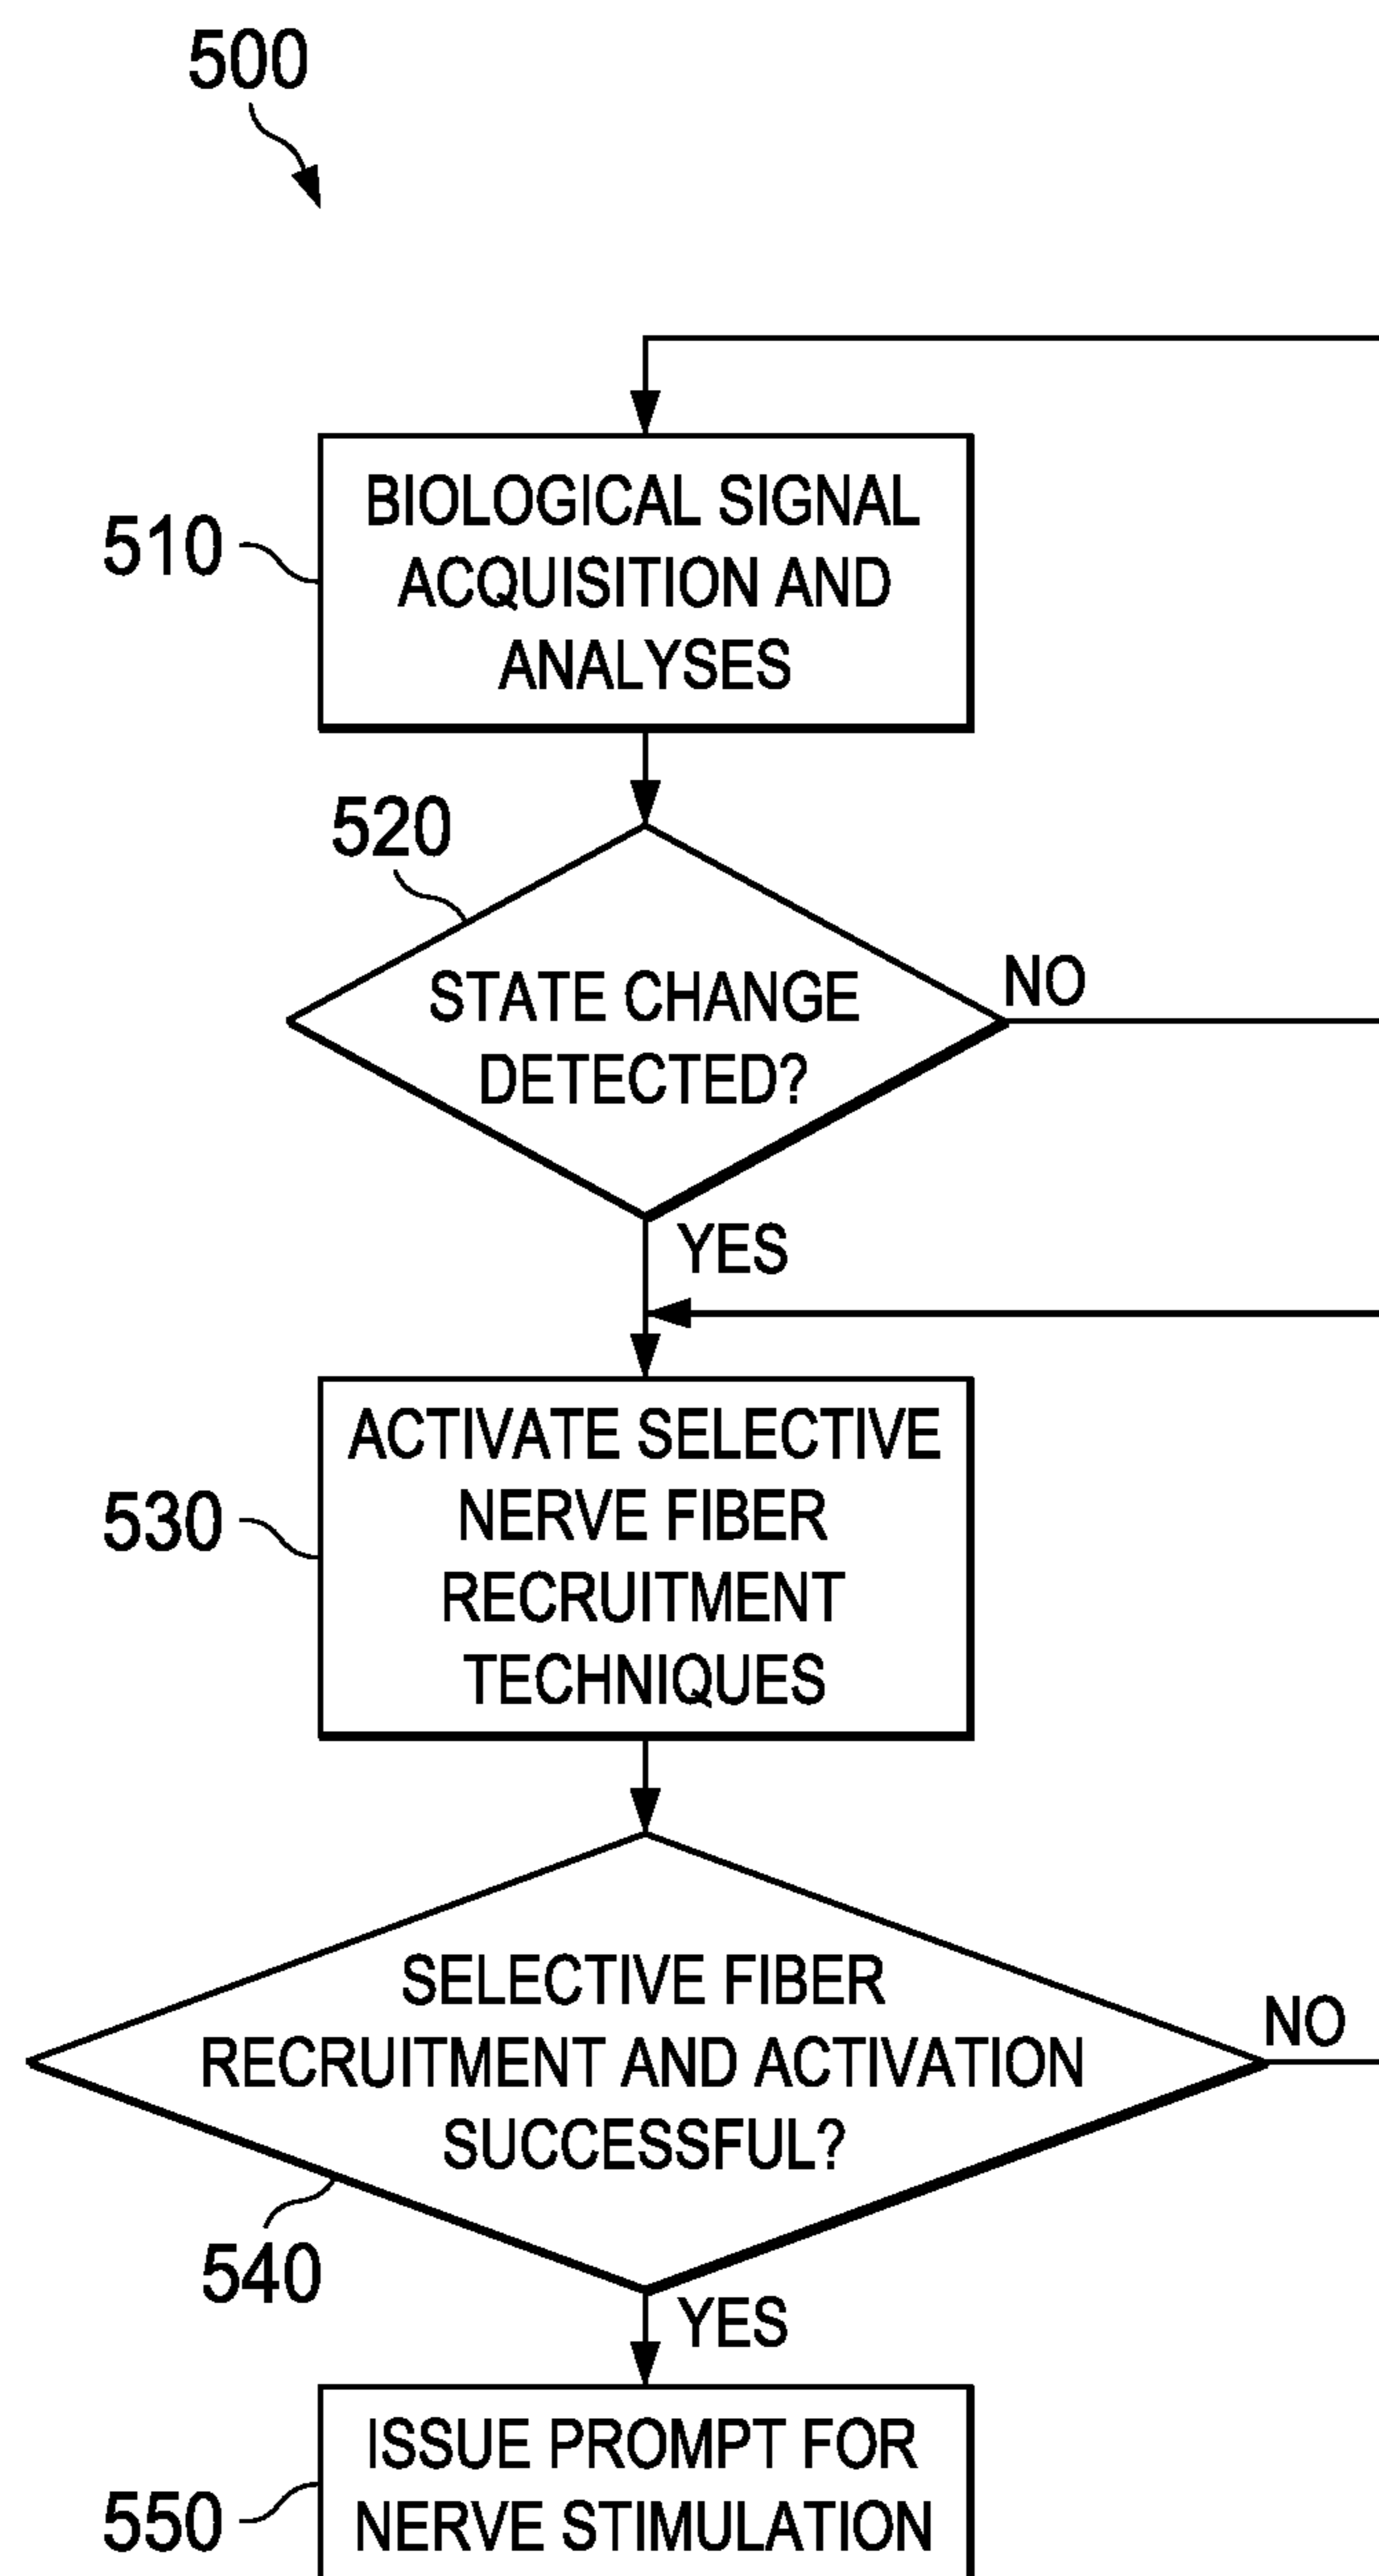 500
510
BIOLOGICAL SIGNAL
ACQUISITION AND
ANALYSES
520
STATE CHANGE
DETECTED?
NO
YES
530
ACTIVATE SELECTIVE
NERVE FIBER
RECRUITMENT
TECHNIQUES
SELECTIVE FIBER
RECRUITMENT AND ACTIVATION
SUCCESSFUL?
NO
540
YES
550
ISSUE PROMPT FOR
NERVE STIMULATION